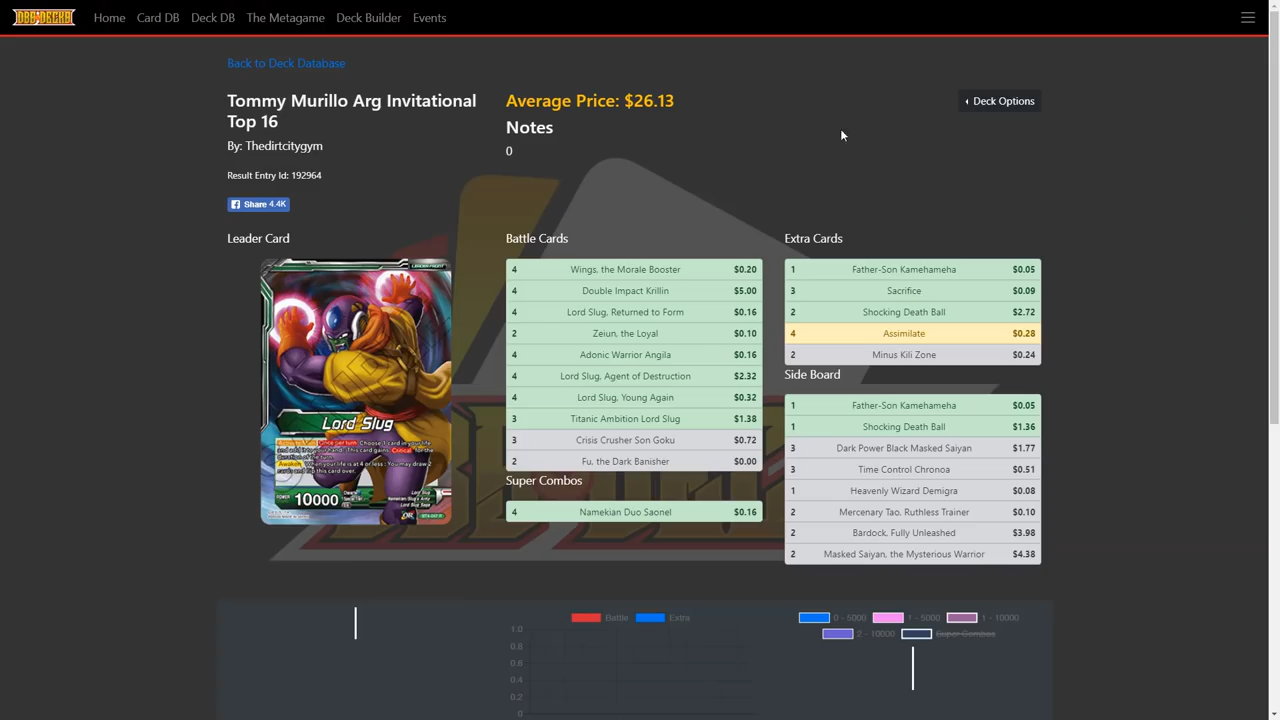 DBS DECKS
Home
Card DB
Deck DB
The Metagame
Deck Builder
Events
Back to Deck Database
Tommy Murillo Arg Invitational
Top 16
By: Thedirtcitygym
Result Entry Id: 192964
Share 4.4K
Average Price: $26.13
Notes
0
Deck Options
Leader Card
Lord Slug
POWER 10000
Battle Cards
4 Wings, the Morale Booster $0.20
4 Double Impact Krillin $5.00
4 Lord Slug, Returned to Form $0.16
2 Zeiun, the Loyal $0.10
4 Adonic Warrior Angila $0.16
4 Lord Slug, Agent of Destruction $2.32
4 Lord Slug, Young Again $0.32
3 Titanic Ambition Lord Slug $1.38
3 Crisis Crusher Son Goku $0.72
2 Fu, the Dark Banisher $0.00
Super Combos
4 Namekian Duo Saonel $0.16
Extra Cards
1 Father-Son Kamehameha $0.05
3 Sacrifice $0.09
2 Shocking Death Ball $2.72
4 Assimilate $0.28
2 Minus Kili Zone $0.24
Side Board
1 Father-Son Kamehameha $0.05
1 Shocking Death Ball $1.36
3 Dark Power Black Masked Saiyan $1.77
3 Time Control Chronoa $0.51
1 Heavenly Wizard Demigra $0.08
2 Mercenary Tao, Ruthless Trainer $0.10
2 Bardock, Fully Unleashed $3.98
2 Masked Saiyan, the Mysterious Warrior $4.38
Battle
Extra
1.0
0.8
0.6
0.4
0.2
0
0 - 5000
1 - 5000
1 - 10000
2 - 10000
Super Combos